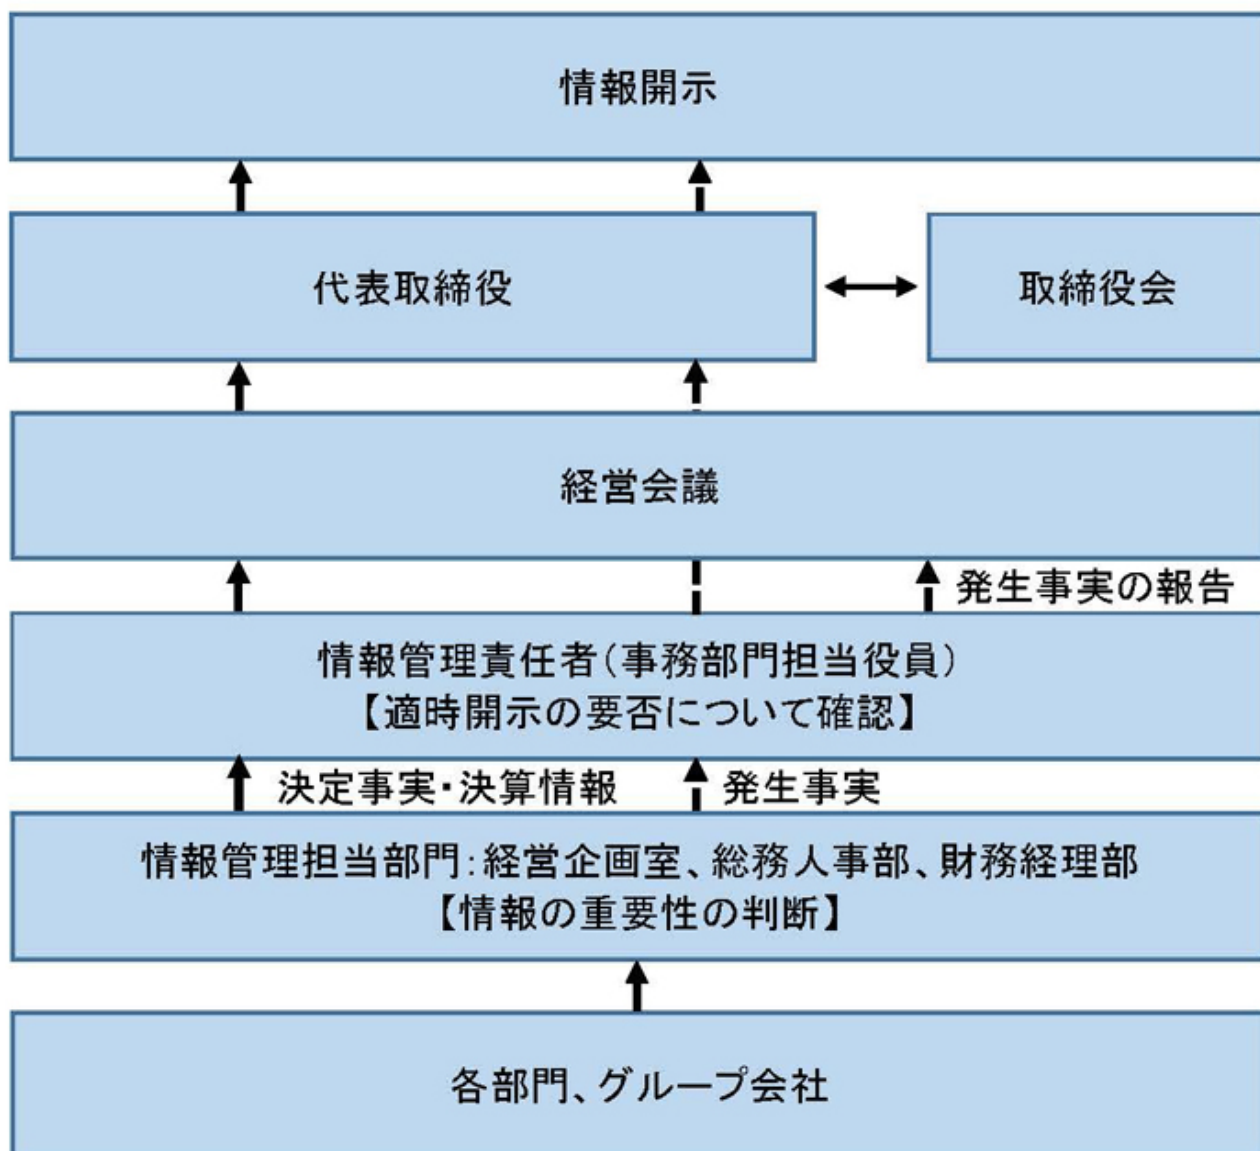 情報開示
代表取締役
取締役会
経営会議
発生事実の報告
情報管理責任者(事務部門担当役員)
【適時開示の要否について確認】
決定事実・決算情報
発生事実
情報管理担当部門:経営企画室、総務人事部、財務経理部
【情報の重要性の判断】
各部門、グループ会社